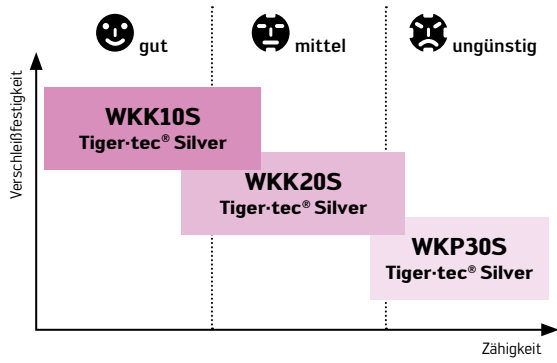 gut
mittel
ungünstig
Verschleißfestigkeit
WKK10S
Tiger·tec® Silver
WKK20S
Tiger·tec® Silver
WKP30S
Tiger·tec® Silver
Zähigkeit